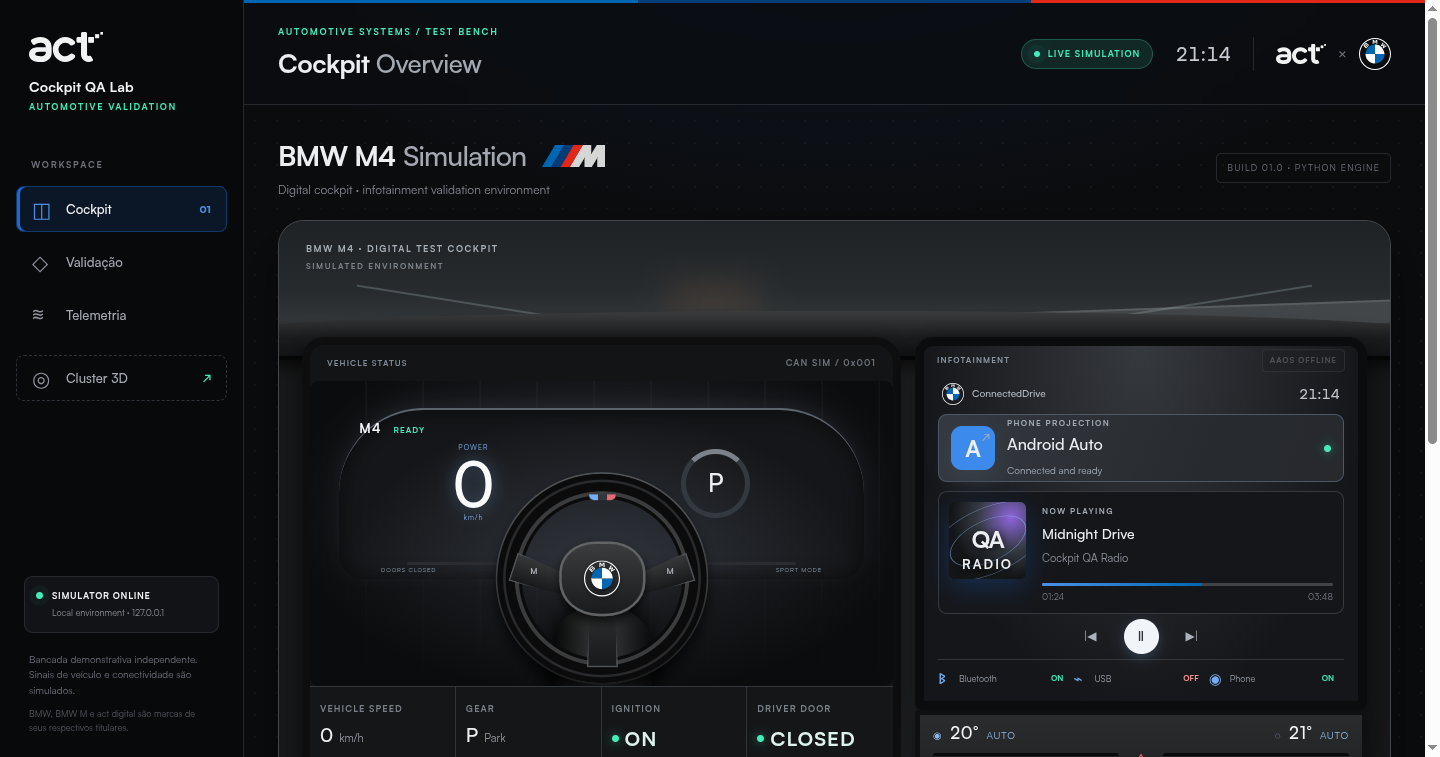 act
Cockpit QA Lab
AUTOMOTIVE VALIDATION
WORKSPACE
Cockpit 01
Validação
Telemetria
Cluster 3D
SIMULATOR ONLINE
Local environment · 127.0.0.1
Bancada demonstrativa independente.
Sinais de veículo e conectividade são
simulados.
BMW, BMW M e act digital são marcas de
seus respectivos titulares.
AUTOMOTIVE SYSTEMS / TEST BENCH
Cockpit Overview
LIVE SIMULATION
21:14
act × BMW
BMW M4 Simulation M
Digital cockpit · infotainment validation environment
BUILD 01.0 · PYTHON ENGINE
BMW M4 · DIGITAL TEST COCKPIT
SIMULATED ENVIRONMENT
VEHICLE STATUS
CAN SIM / 0x001
M4 READY
POWER
0
km/h
P
DOORS CLOSED
SPORT MODE
M
BMW
M
VEHICLE SPEED
0 km/h
GEAR
P Park
IGNITION
ON
DRIVER DOOR
CLOSED
INFOTAINMENT
AAOS OFFLINE
BMW
ConnectedDrive
21:14
PHONE PROJECTION
A
Android Auto
Connected and ready
QA
RADIO
NOW PLAYING
Midnight Drive
Cockpit QA Radio
01:24
03:48
Bluetooth ON
USB OFF
Phone ON
20° AUTO
21° AUTO